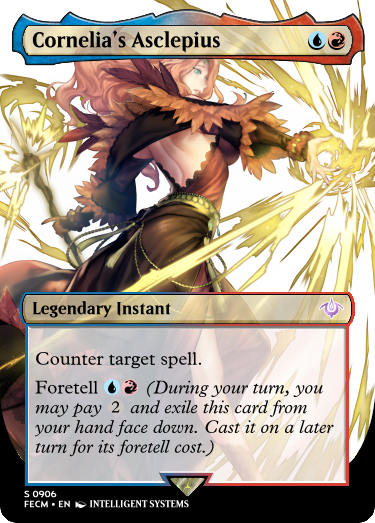 Cornelia's Asclepius
Legendary Instant
Counter target spell.
Foretell (During your turn, you
may pay 2 and exile this card from
your hand face down. Cast it on a later
turn for its foretell cost.)
S 0906
FECM • EN INTELLIGENT SYSTEMS